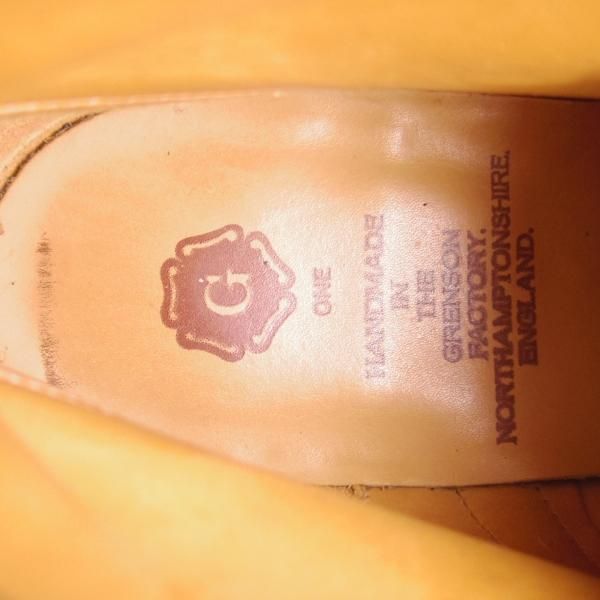 G
ONE
HANDMADE
IN
THE
GRENSON
FACTORY.
NORTHAMPTONSHIRE.
ENGLAND.